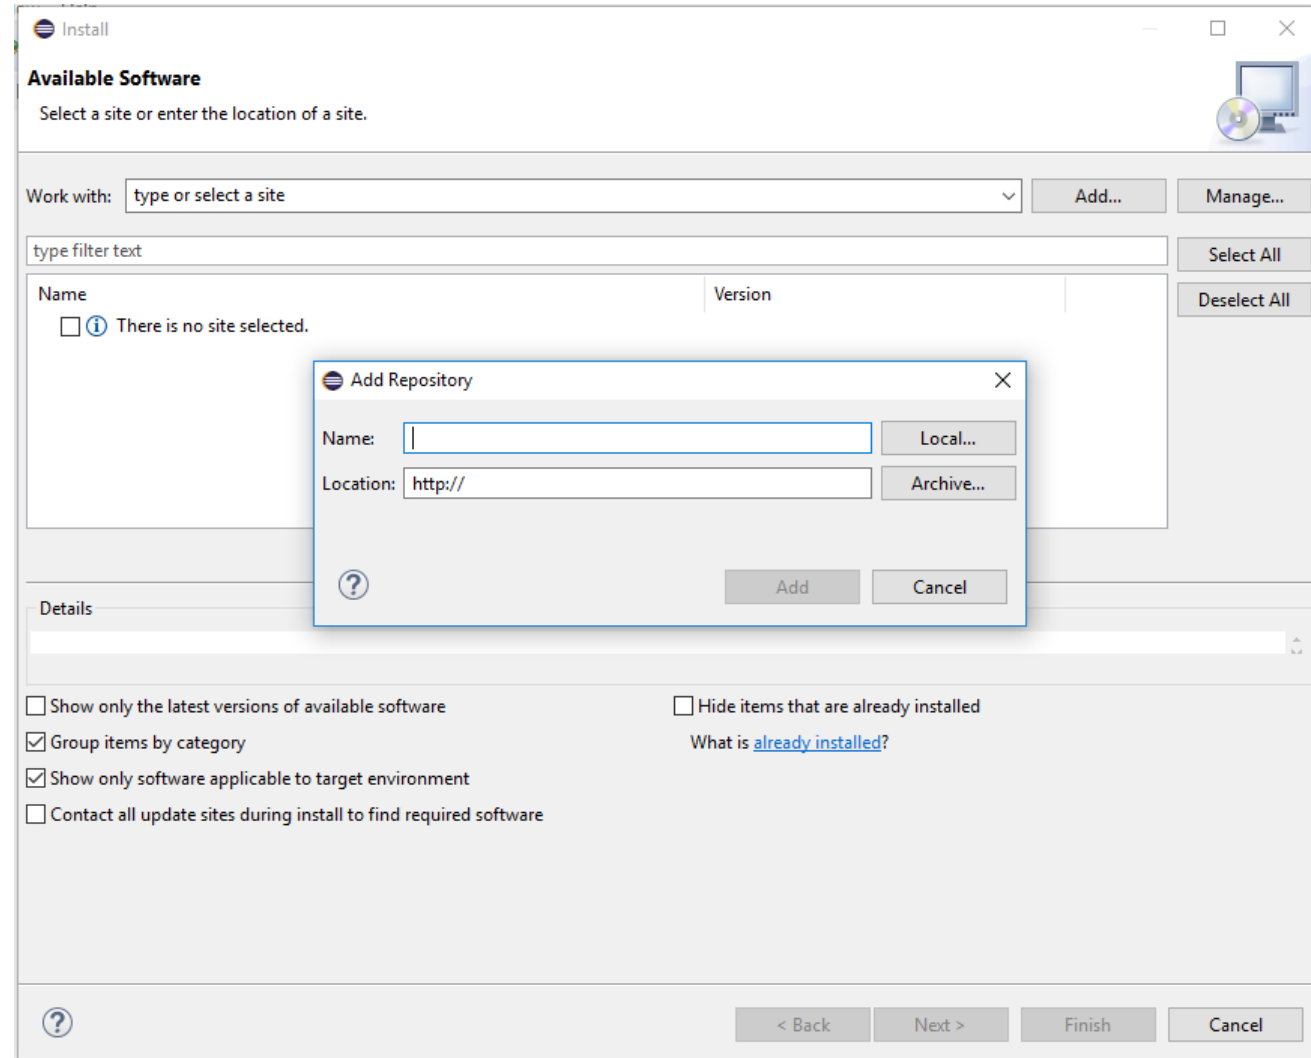 Install
Available Software
Select a site or enter the location of a site.
Work with: type or select a site Add... Manage...
type filter text Select All
Name Version Deselect All
There is no site selected.
Add Repository
Name: Local...
Location: http:// Archive...
Add Cancel
Details
Show only the latest versions of available software Hide items that are already installed
Group items by category What is already installed?
Show only software applicable to target environment
Contact all update sites during install to find required software
< Back Next > Finish Cancel